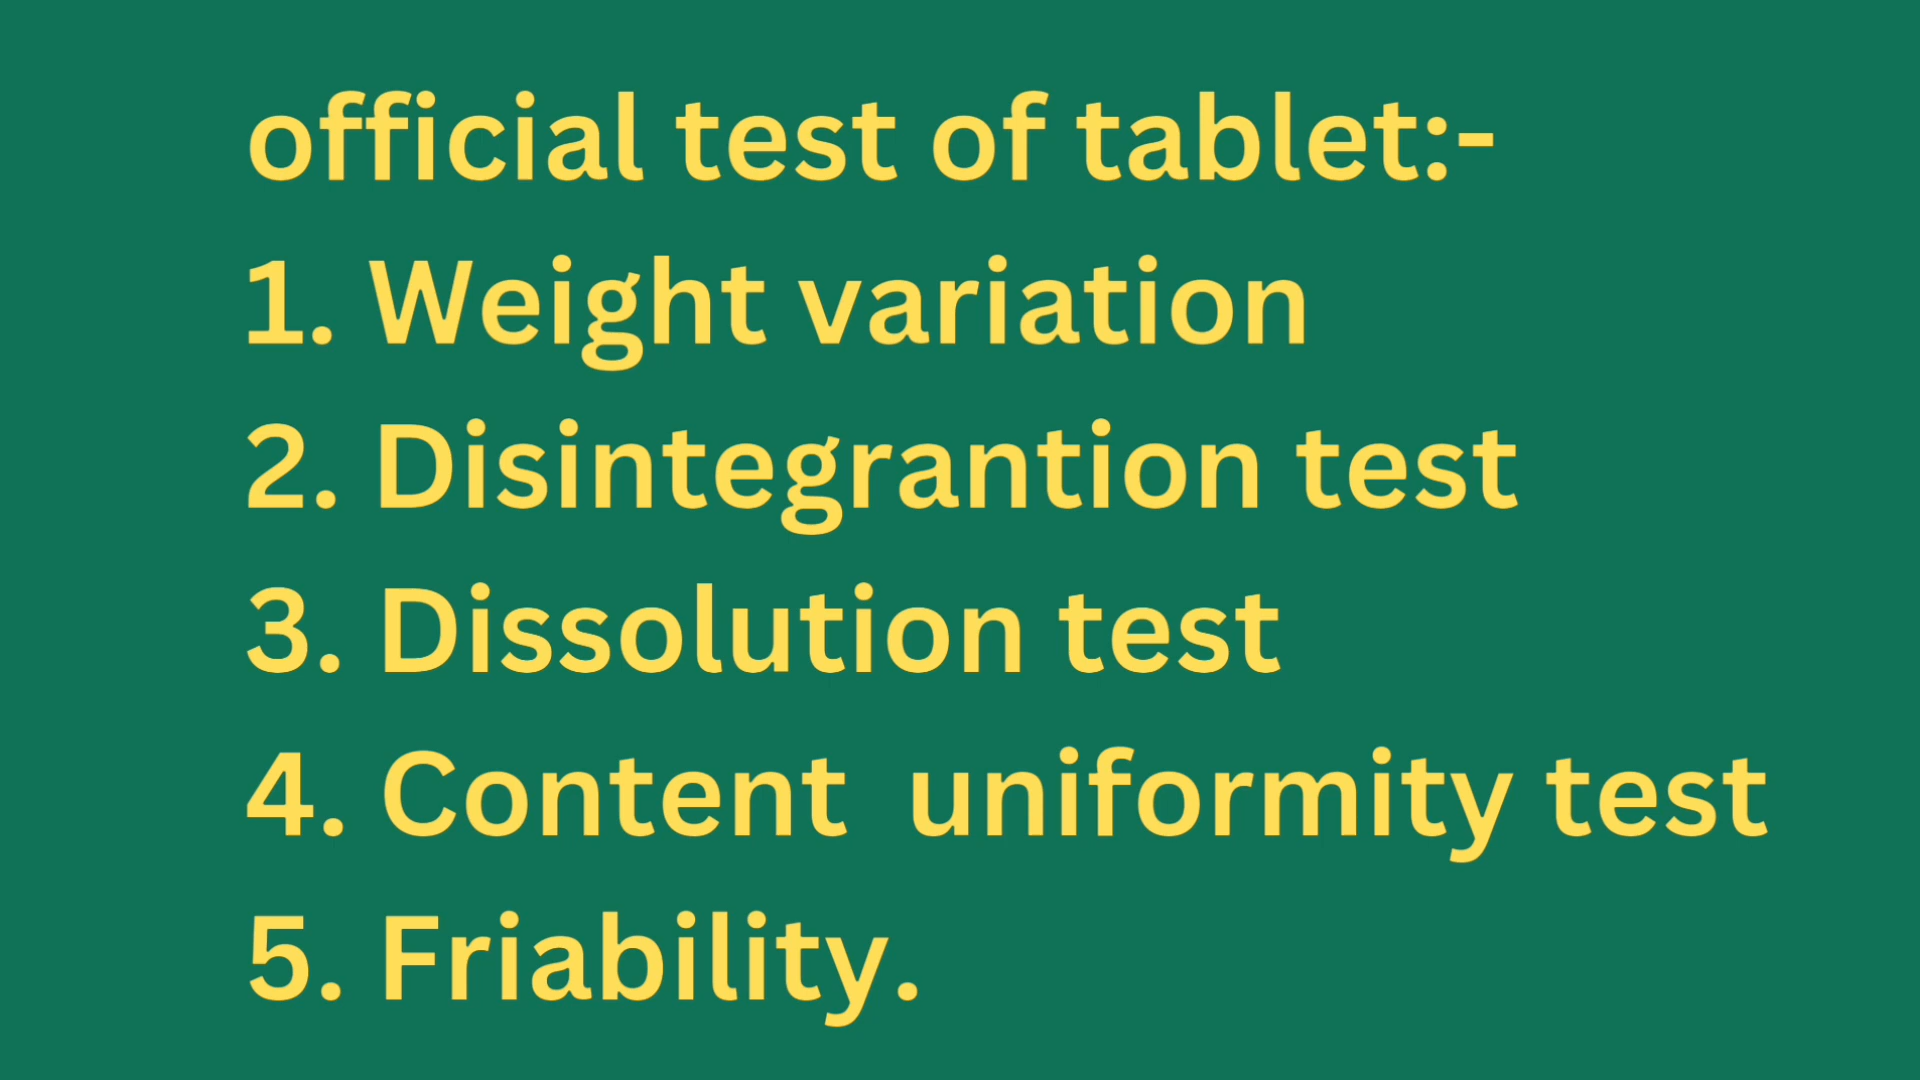 official test of tablet:-
1. Weight variation
2. Disintegrantion test
3. Dissolution test
4. Content  uniformity test
5. Friability.